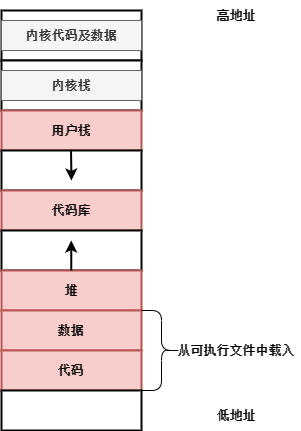 高地址
内核代码及数据
内核栈
用户栈
代码库
堆
数据
从可执行文件中载入
代码
低地址